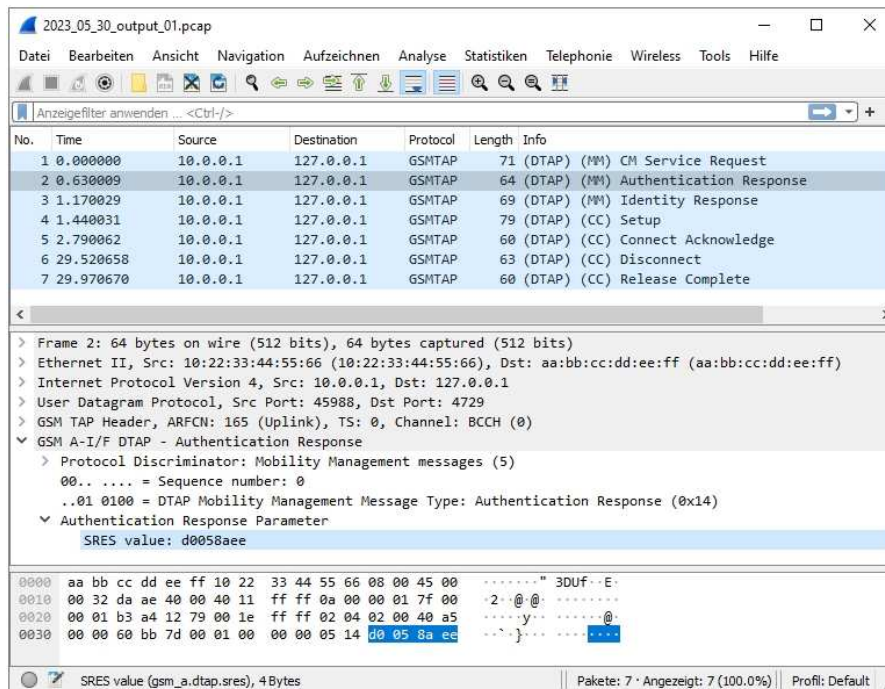 2023_05_30_output_01.pcap
Datei Bearbeiten Ansicht Navigation Aufzeichnen Analyse Statistiken Telephonie Wireless Tools Hilfe
Anzeigefilter anwenden ... <Ctrl-/>
No. Time Source Destination Protocol Length Info
1 0.000000 10.0.0.1 127.0.0.1 GSMTAP 71 (DTAP) (MM) CM Service Request
2 0.630009 10.0.0.1 127.0.0.1 GSMTAP 64 (DTAP) (MM) Authentication Response
3 1.170029 10.0.0.1 127.0.0.1 GSMTAP 69 (DTAP) (MM) Identity Response
4 1.440031 10.0.0.1 127.0.0.1 GSMTAP 79 (DTAP) (CC) Setup
5 2.790062 10.0.0.1 127.0.0.1 GSMTAP 60 (DTAP) (CC) Connect Acknowledge
6 29.520658 10.0.0.1 127.0.0.1 GSMTAP 63 (DTAP) (CC) Disconnect
7 29.970670 10.0.0.1 127.0.0.1 GSMTAP 60 (DTAP) (CC) Release Complete
Frame 2: 64 bytes on wire (512 bits), 64 bytes captured (512 bits)
Ethernet II, Src: 10:22:33:44:55:66 (10:22:33:44:55:66), Dst: aa:bb:cc:dd:ee:ff (aa:bb:cc:dd:ee:ff)
Internet Protocol Version 4, Src: 10.0.0.1, Dst: 127.0.0.1
User Datagram Protocol, Src Port: 45988, Dst Port: 4729
GSM TAP Header, ARFCN: 165 (Uplink), TS: 0, Channel: BCCH (0)
GSM A-I/F DTAP - Authentication Response
Protocol Discriminator: Mobility Management messages (5)
00.. .... = Sequence number: 0
..01 0100 = DTAP Mobility Management Message Type: Authentication Response (0x14)
Authentication Response Parameter
SRES value: d0058aee
0000 aa bb cc dd ee ff 10 22 33 44 55 66 08 00 45 00 ·······" 3DUf··E·
0010 00 32 da ae 40 00 40 11 ff ff 0a 00 00 01 7f 00 ·2··@·@· ········
0020 00 01 b3 a4 12 79 00 1e ff ff 02 04 02 00 40 a5 ·····y·· ······@·
0030 00 00 60 bb 7d 00 01 00 00 00 05 14 d0 05 8a ee ··`·}··· ········
SRES value (gsm_a.dtap.sres), 4 Bytes Pakete: 7 · Angezeigt: 7 (100.0%) Profil: Default